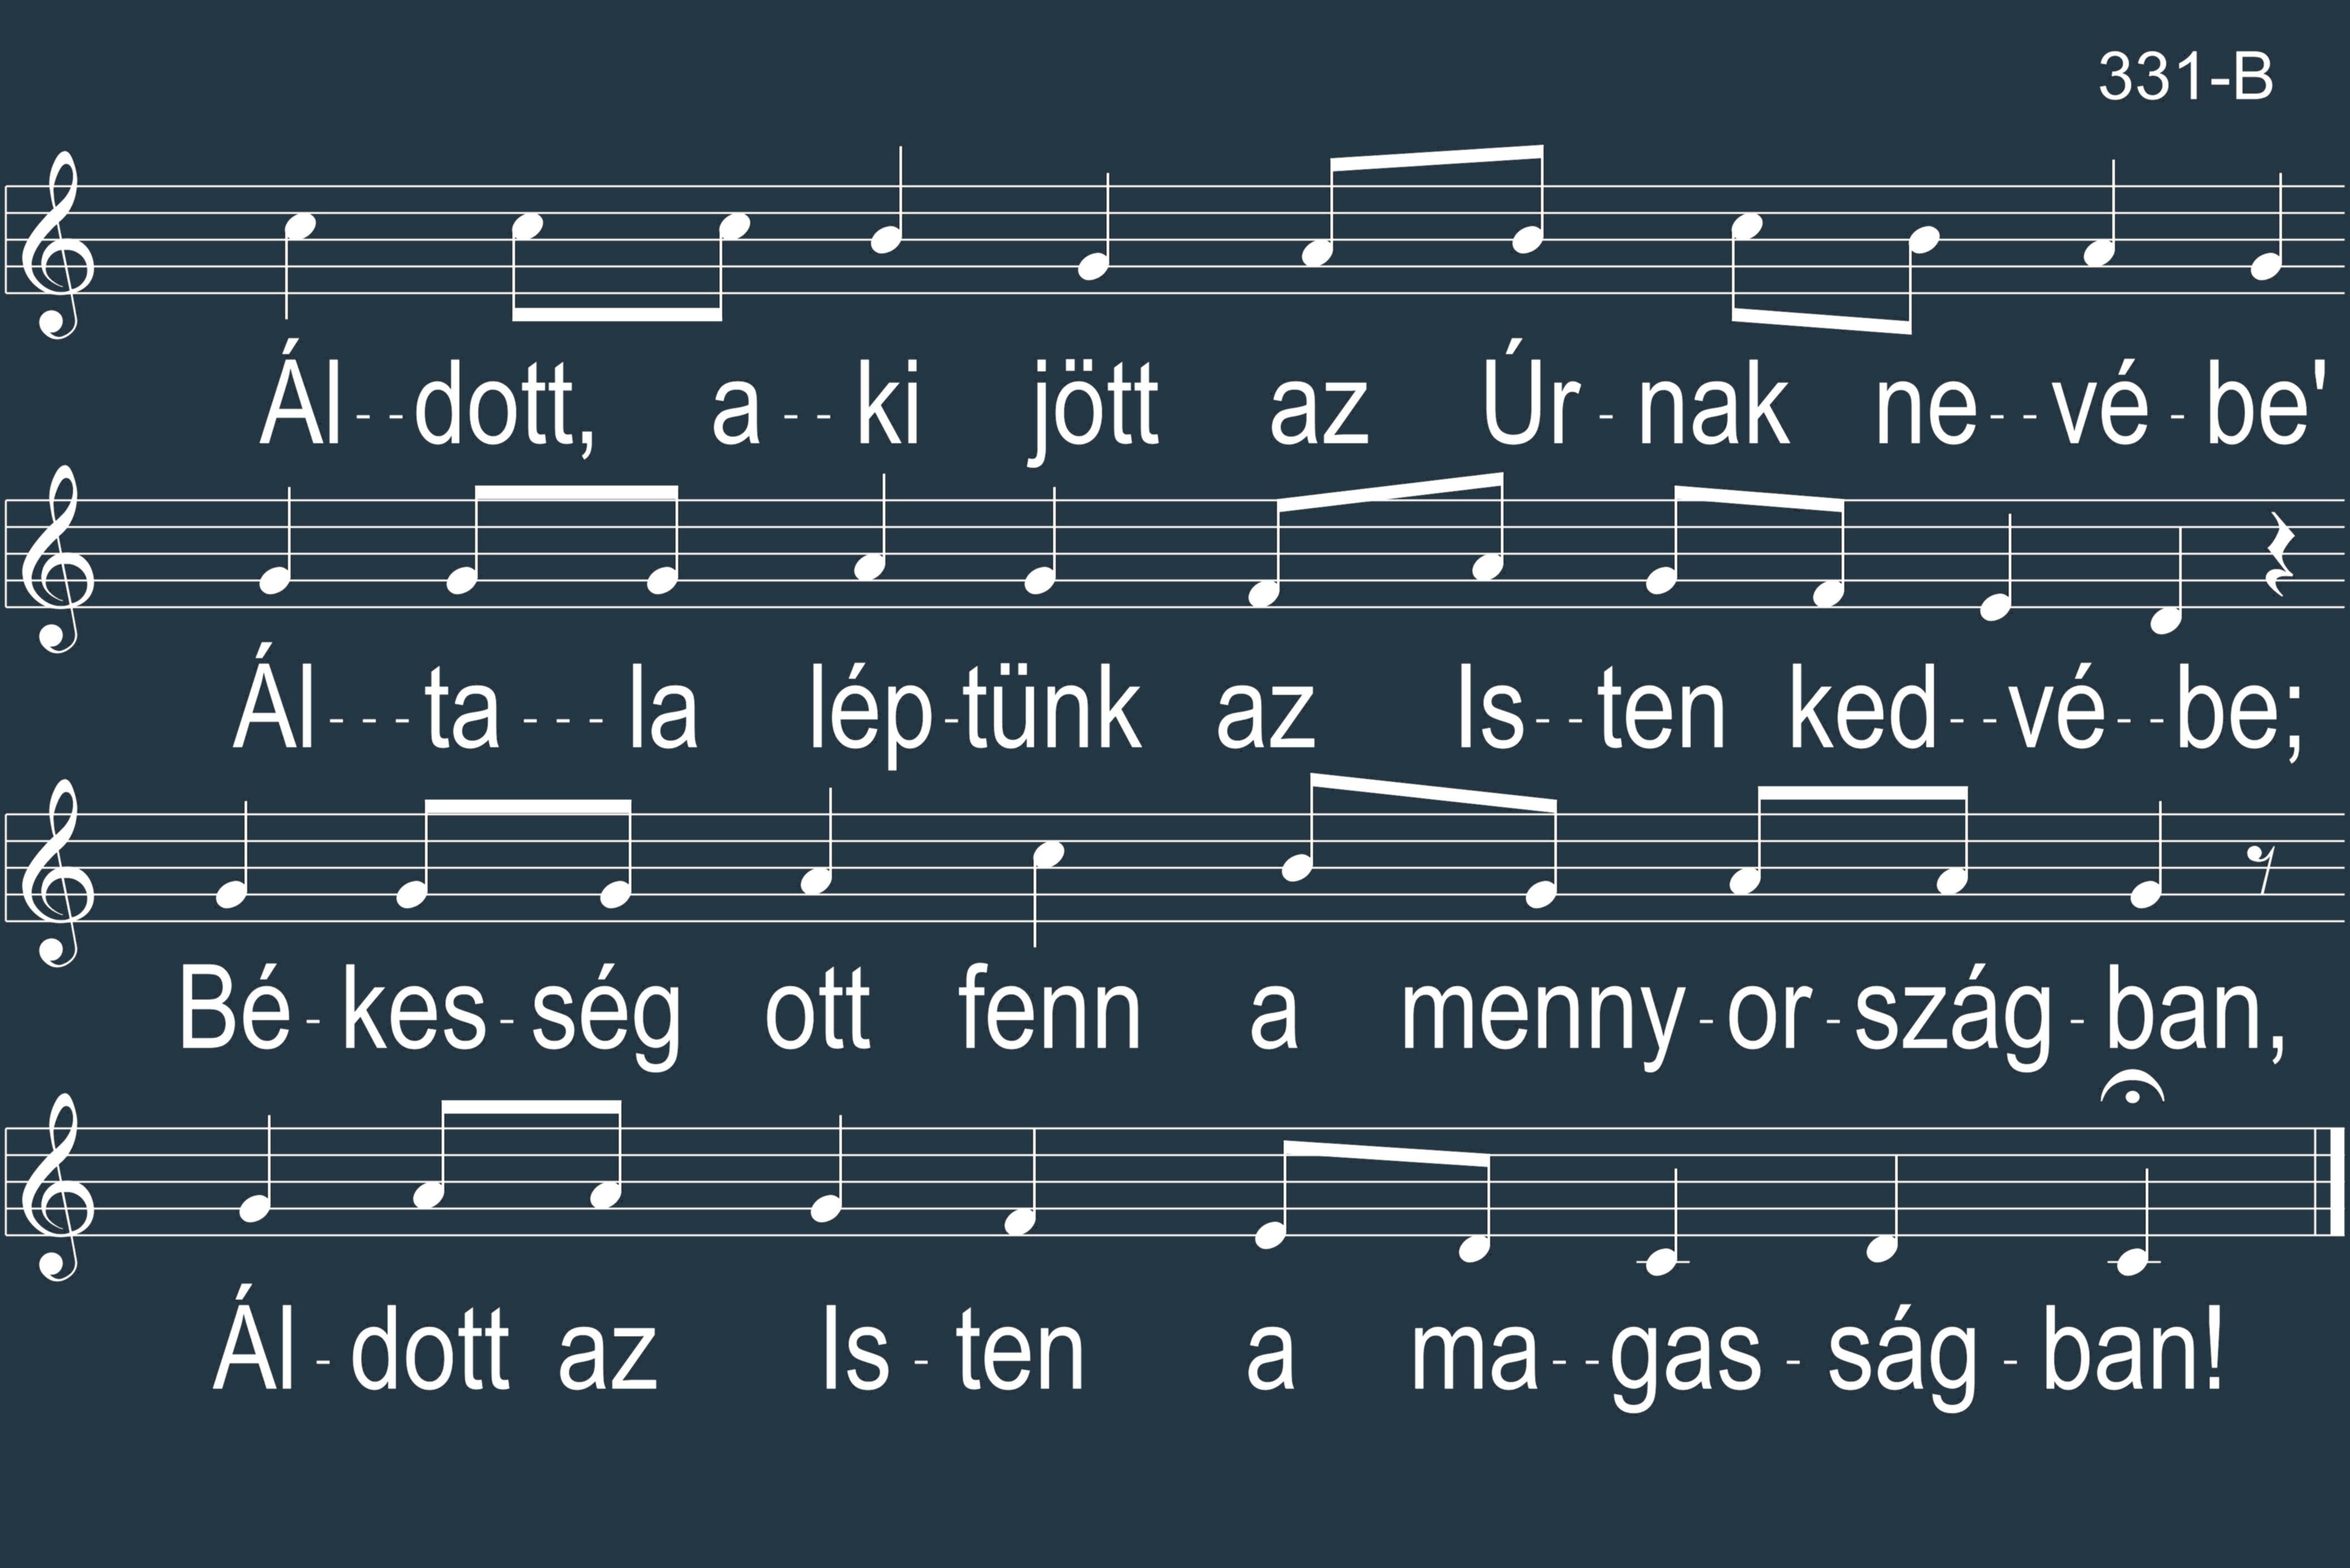 331-B
Ál--dott, a--ki jött az Úr-nak ne--vé-be'
Ál---ta---la lép-tünk az Is--ten ked--vé--be;
Bé-kes-ség ott fenn a menny-or-szág-ban,
Ál-dott az Is-ten a ma--gas-ság-ban!